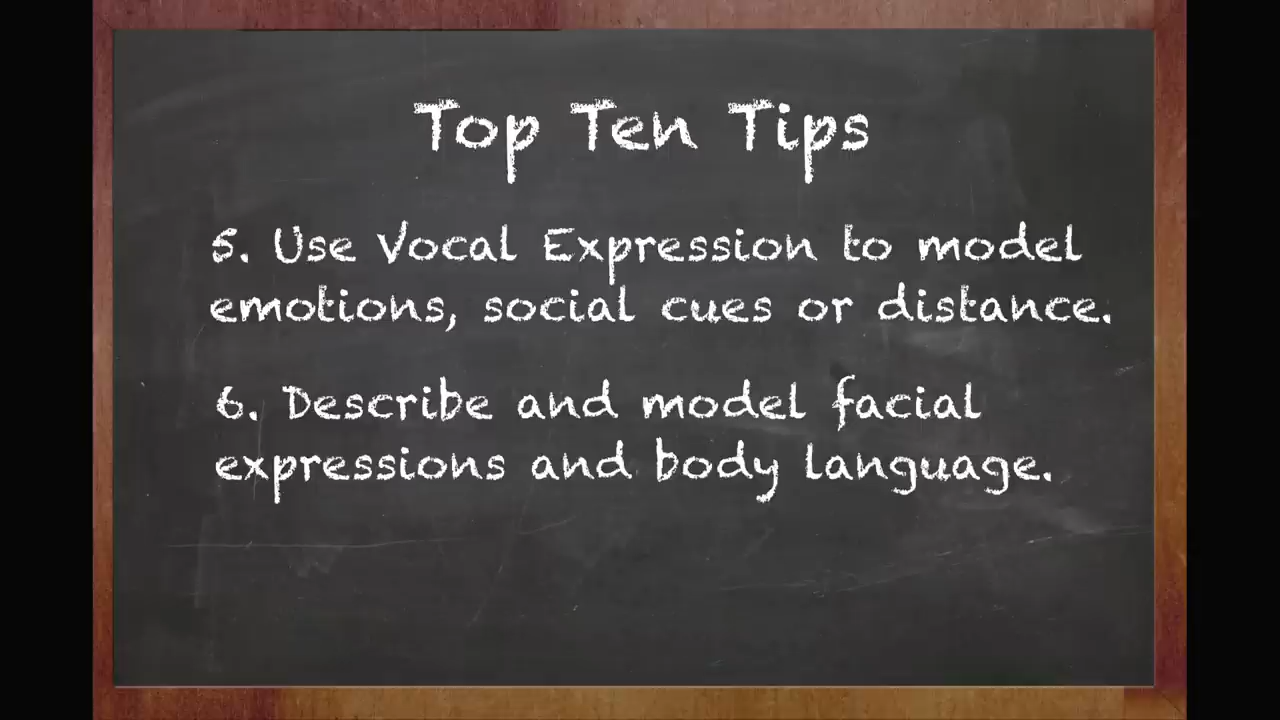 Top Ten Tips
5. Use Vocal Expression to model
emotions, social cues or distance.
6. Describe and model facial
expressions and body language.